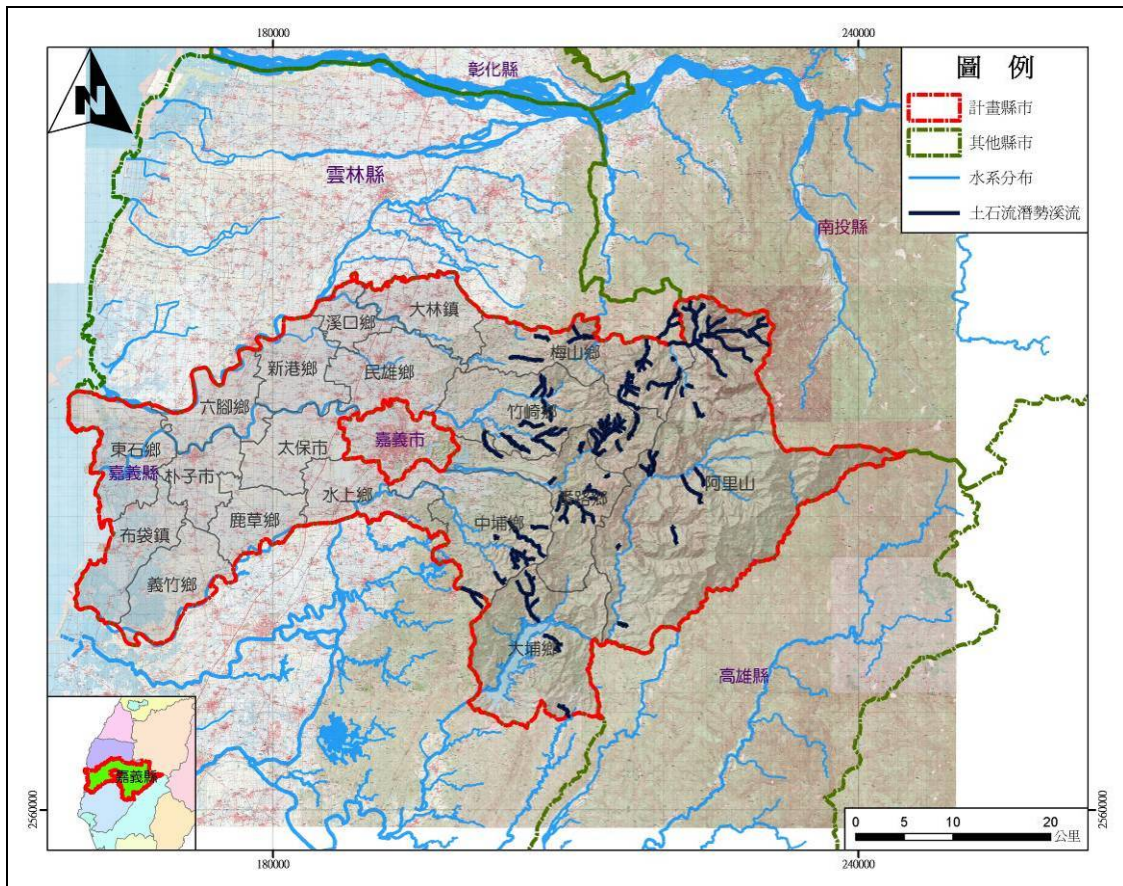 180000
240000
圖 例
計畫縣市
其他縣市
水系分布
土石流潛勢溪流
N
彰化縣
雲林縣
南投縣
大林鎮
溪口鄉
梅山鄉
新港鄉
民雄鄉
六腳鄉
竹崎鄉
東石鄉
太保市
嘉義市
嘉義縣
朴子市
阿里山
水上鄉
鹿草鄉
中埔鄉
布袋鎮
義竹鄉
大埔鄉
高雄縣
嘉義縣
2560000
2560000
0 5 10 20
公里
180000
240000